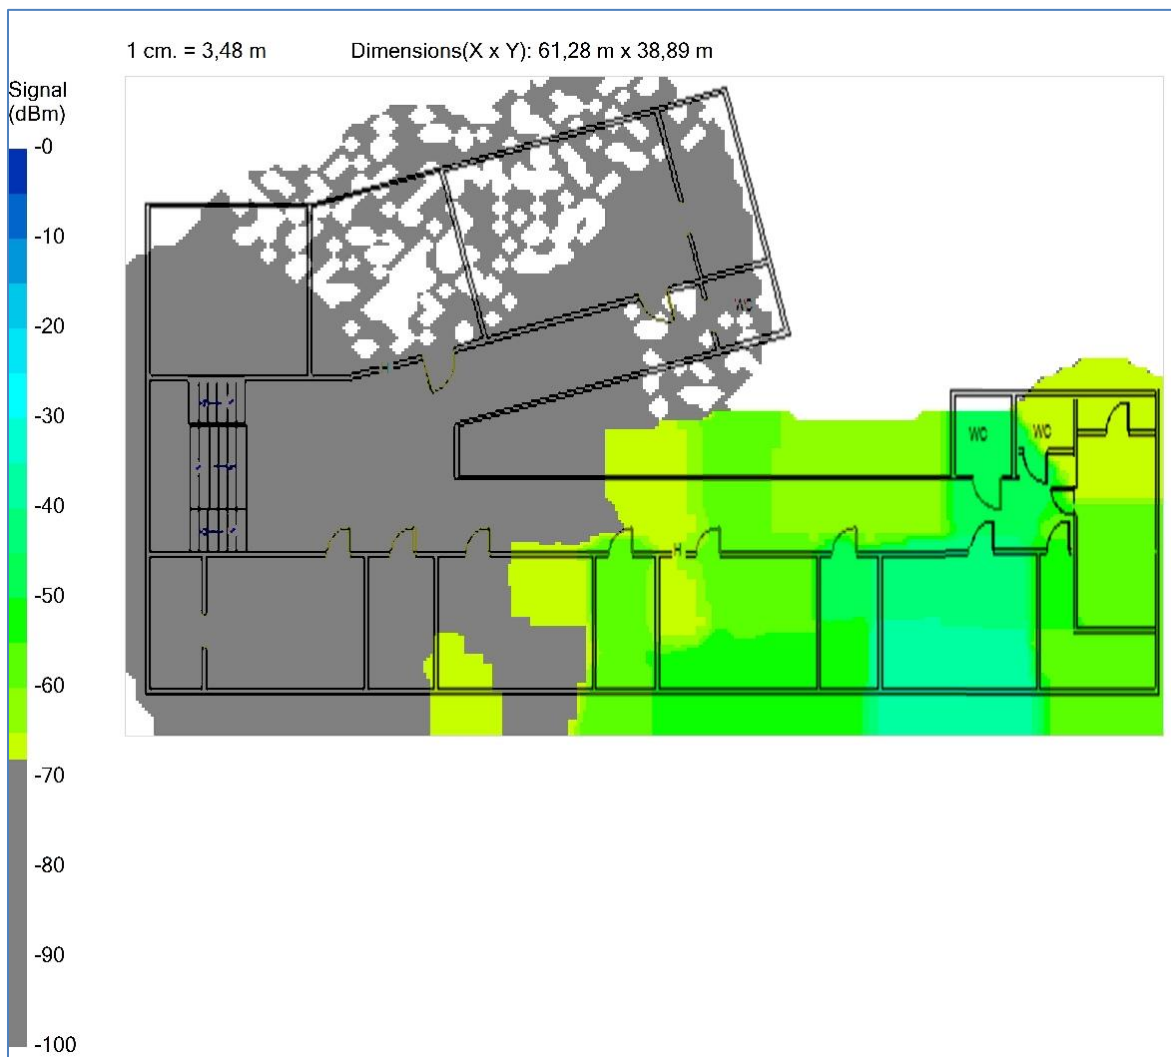 1 cm. = 3,48 m Dimensions(X x Y): 61,28 m x 38,89 m
Signal
(dBm)
-0
-10
-20
-30
-40
-50
-60
-70
-80
-90
-100
WC
WC
WC
H